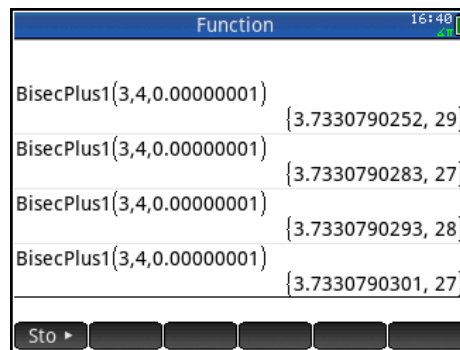 Function
16:40
∡π
BisecPlus1(3,4,0.00000001)
{3.7330790252, 29}
BisecPlus1(3,4,0.00000001)
{3.7330790283, 27}
BisecPlus1(3,4,0.00000001)
{3.7330790293, 28}
BisecPlus1(3,4,0.00000001)
{3.7330790301, 27}
Sto ▸